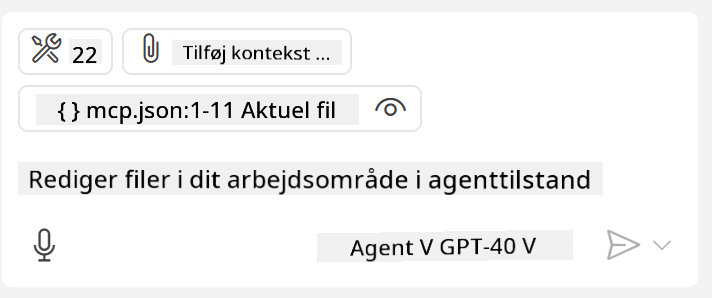 22 Tilføj kontekst ...
{ } mcp.json:1-11 Aktuel fil
Rediger filer i dit arbejdsområde i agenttilstand
Agent V GPT-40 V